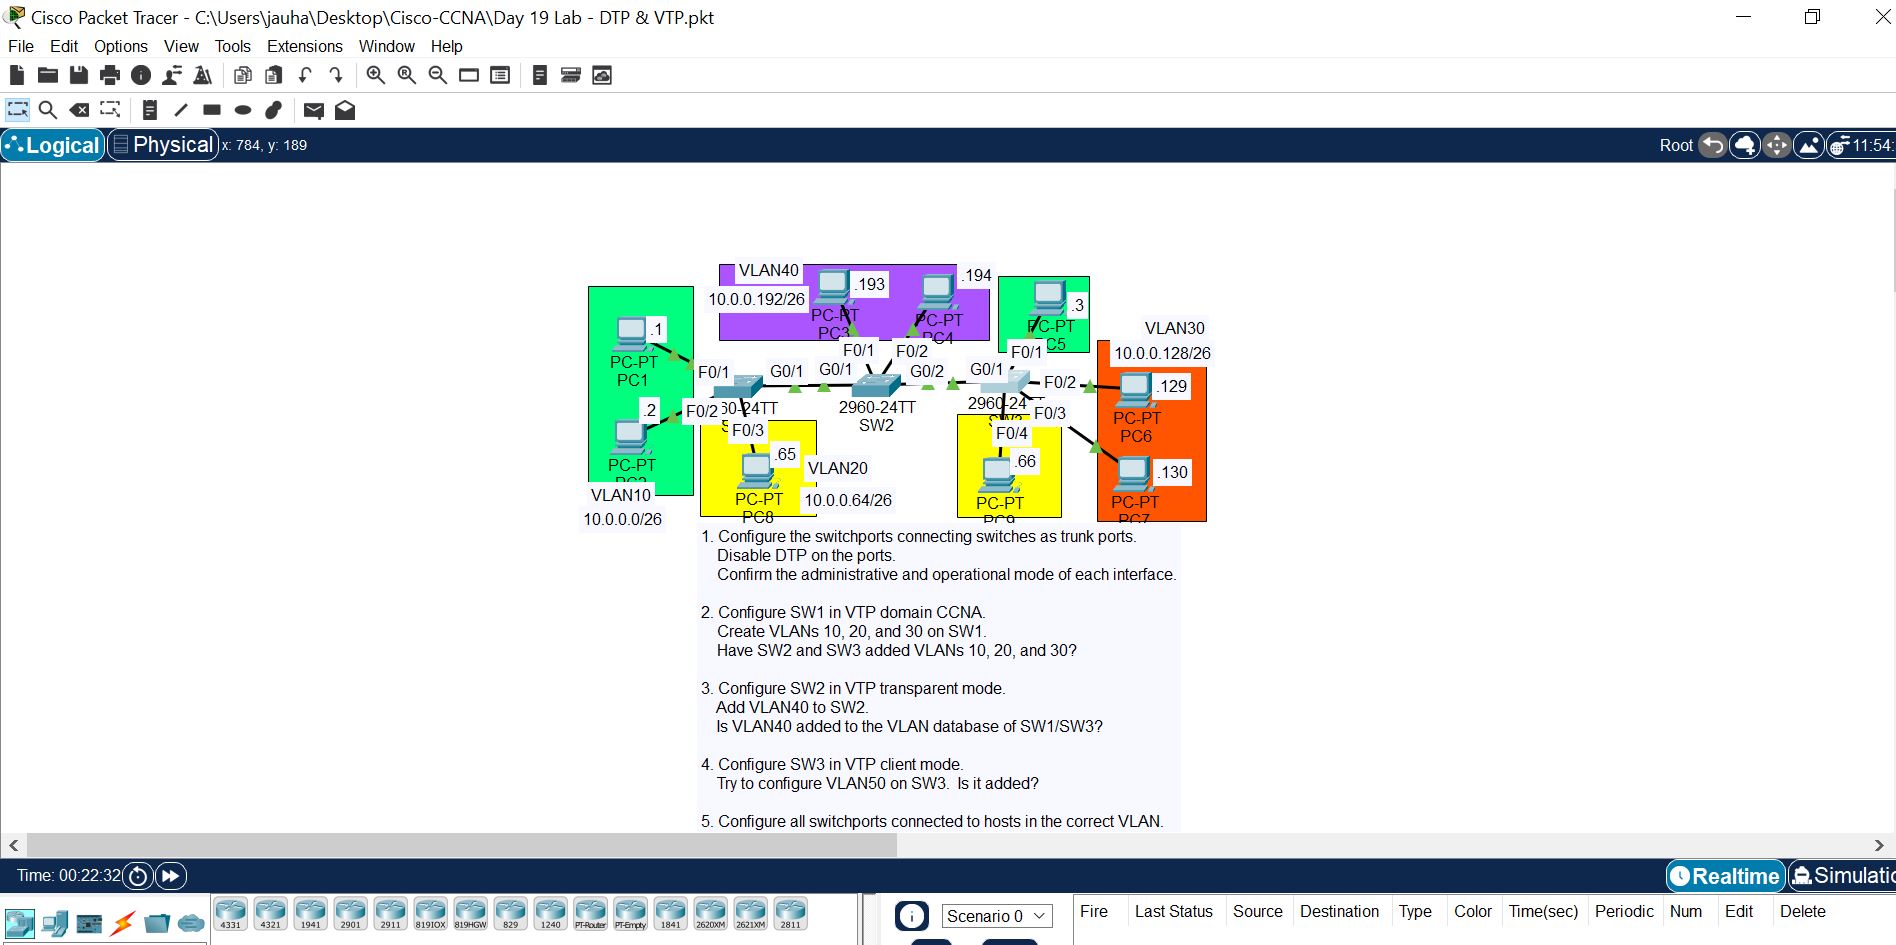 Cisco Packet Tracer - C:\Users\jauha\Desktop\Cisco-CCNA\Day 19 Lab - DTP & VTP.pkt
File Edit Options View Tools Extensions Window Help
Logical Physical x: 784, y: 189 Root 11:54:
VLAN40
10.0.0.192/26
.193
.194
PC-PT
PC3
PC-PT
PC4
.3
PC-PT
PC5
VLAN30
10.0.0.128/26
.1
PC-PT
PC1
F0/1
G0/1
G0/1
F0/1
F0/2
G0/2
G0/1
F0/1
F0/2
.129
PC-PT
PC6
.2
F0/2
2960-24TT
SW2
F0/3
F0/3
F0/4
PC-PT
.65
VLAN20
.66
.130
PC-PT
PC8
10.0.0.64/26
PC-PT
PC9
PC-PT
PC7
VLAN10
10.0.0.0/26
1. Configure the switchports connecting switches as trunk ports.
Disable DTP on the ports.
Confirm the administrative and operational mode of each interface.
2. Configure SW1 in VTP domain CCNA.
Create VLANs 10, 20, and 30 on SW1.
Have SW2 and SW3 added VLANs 10, 20, and 30?
3. Configure SW2 in VTP transparent mode.
Add VLAN40 to SW2.
Is VLAN40 added to the VLAN database of SW1/SW3?
4. Configure SW3 in VTP client mode.
Try to configure VLAN50 on SW3. Is it added?
5. Configure all switchports connected to hosts in the correct VLAN.
Time: 00:22:32 Realtime Simulatio
4331 4321 1941 2901 2911 819IOX 819HGW 829 1240 PT-Router PT-Empty 1841 2620XM 2621XM 2811
Scenario 0
Fire Last Status Source Destination Type Color Time(sec) Periodic Num Edit Delete